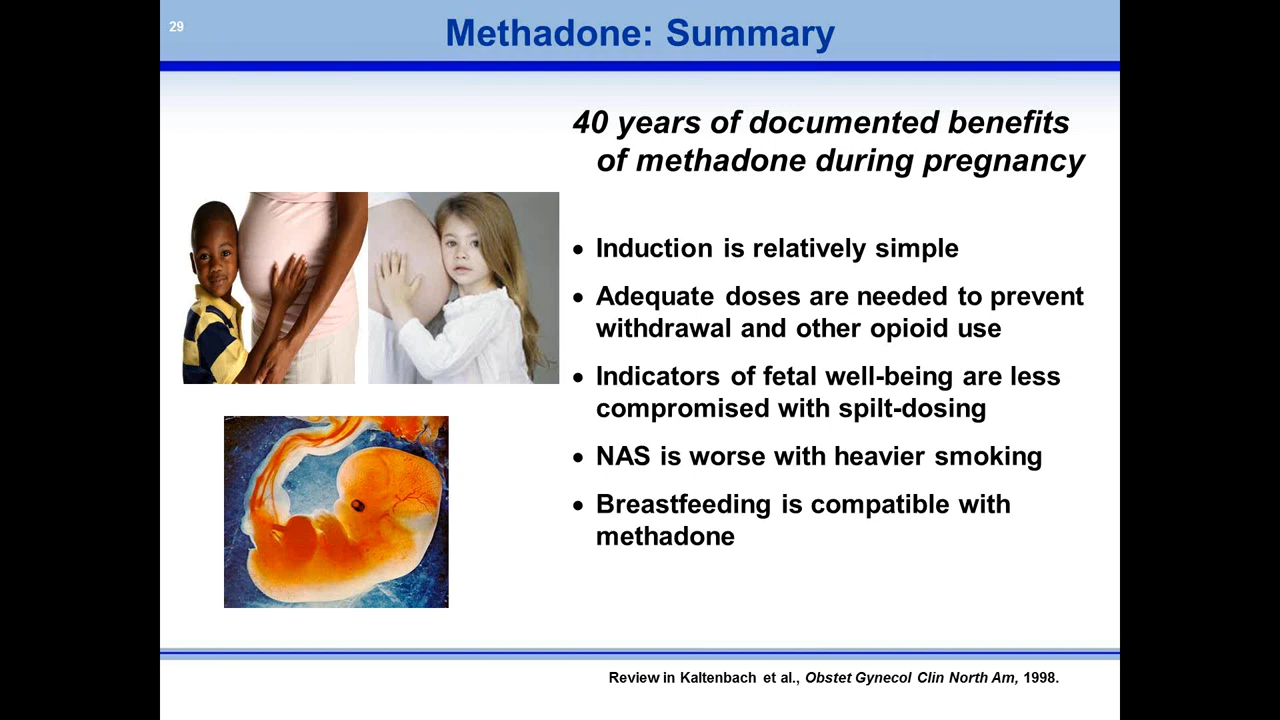 29
Methadone: Summary
40 years of documented benefits
of methadone during pregnancy
• Induction is relatively simple
• Adequate doses are needed to prevent
withdrawal and other opioid use
• Indicators of fetal well-being are less
compromised with spilt-dosing
• NAS is worse with heavier smoking
• Breastfeeding is compatible with
methadone
Review in Kaltenbach et al., Obstet Gynecol Clin North Am, 1998.